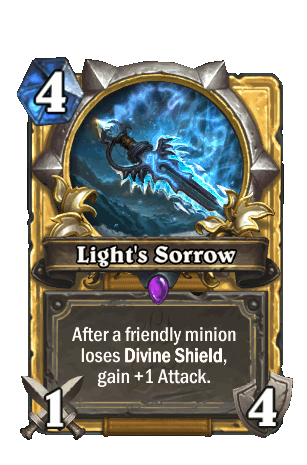 4
Light's Sorrow
After a friendly minion
loses Divine Shield,
gain +1 Attack.
1
4